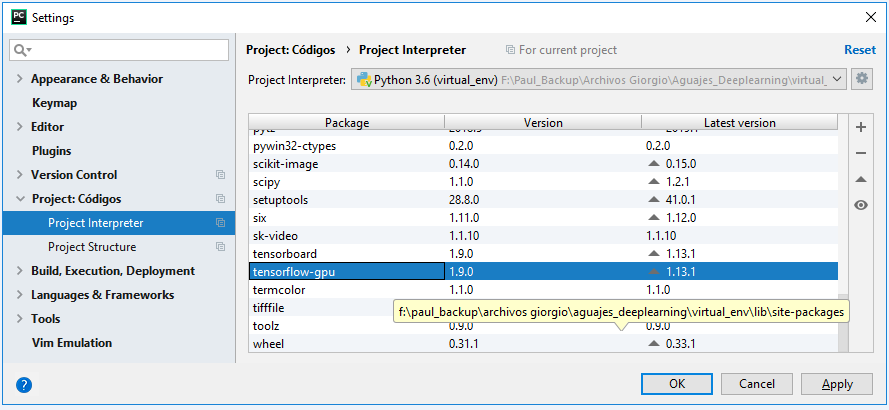 PC Settings
Project: Códigos › Project Interpreter For current project Reset
Appearance & Behavior
Keymap
Editor
Plugins
Version Control
Project: Códigos
Project Interpreter
Project Structure
Build, Execution, Deployment
Languages & Frameworks
Tools
Vim Emulation
Project Interpreter: Python 3.6 (virtual_env) F:\Paul_Backup\Archivos Giorgio\Aguajes_Deeplearning\virtual_
Package Version Latest version
pywin32-ctypes 0.2.0 0.2.0
scikit-image 0.14.0 0.15.0
scipy 1.1.0 1.2.1
setuptools 28.8.0 41.0.1
six 1.11.0 1.12.0
sk-video 1.1.10 1.1.10
tensorboard 1.9.0 1.13.1
tensorflow-gpu 1.9.0 1.13.1
termcolor 1.1.0 1.1.0
tifffile
f:\paul_backup\archivos giorgio\aguajes_deeplearning\virtual_env\lib\site-packages
toolz 0.9.0 0.9.0
wheel 0.31.1 0.33.1
? OK Cancel Apply